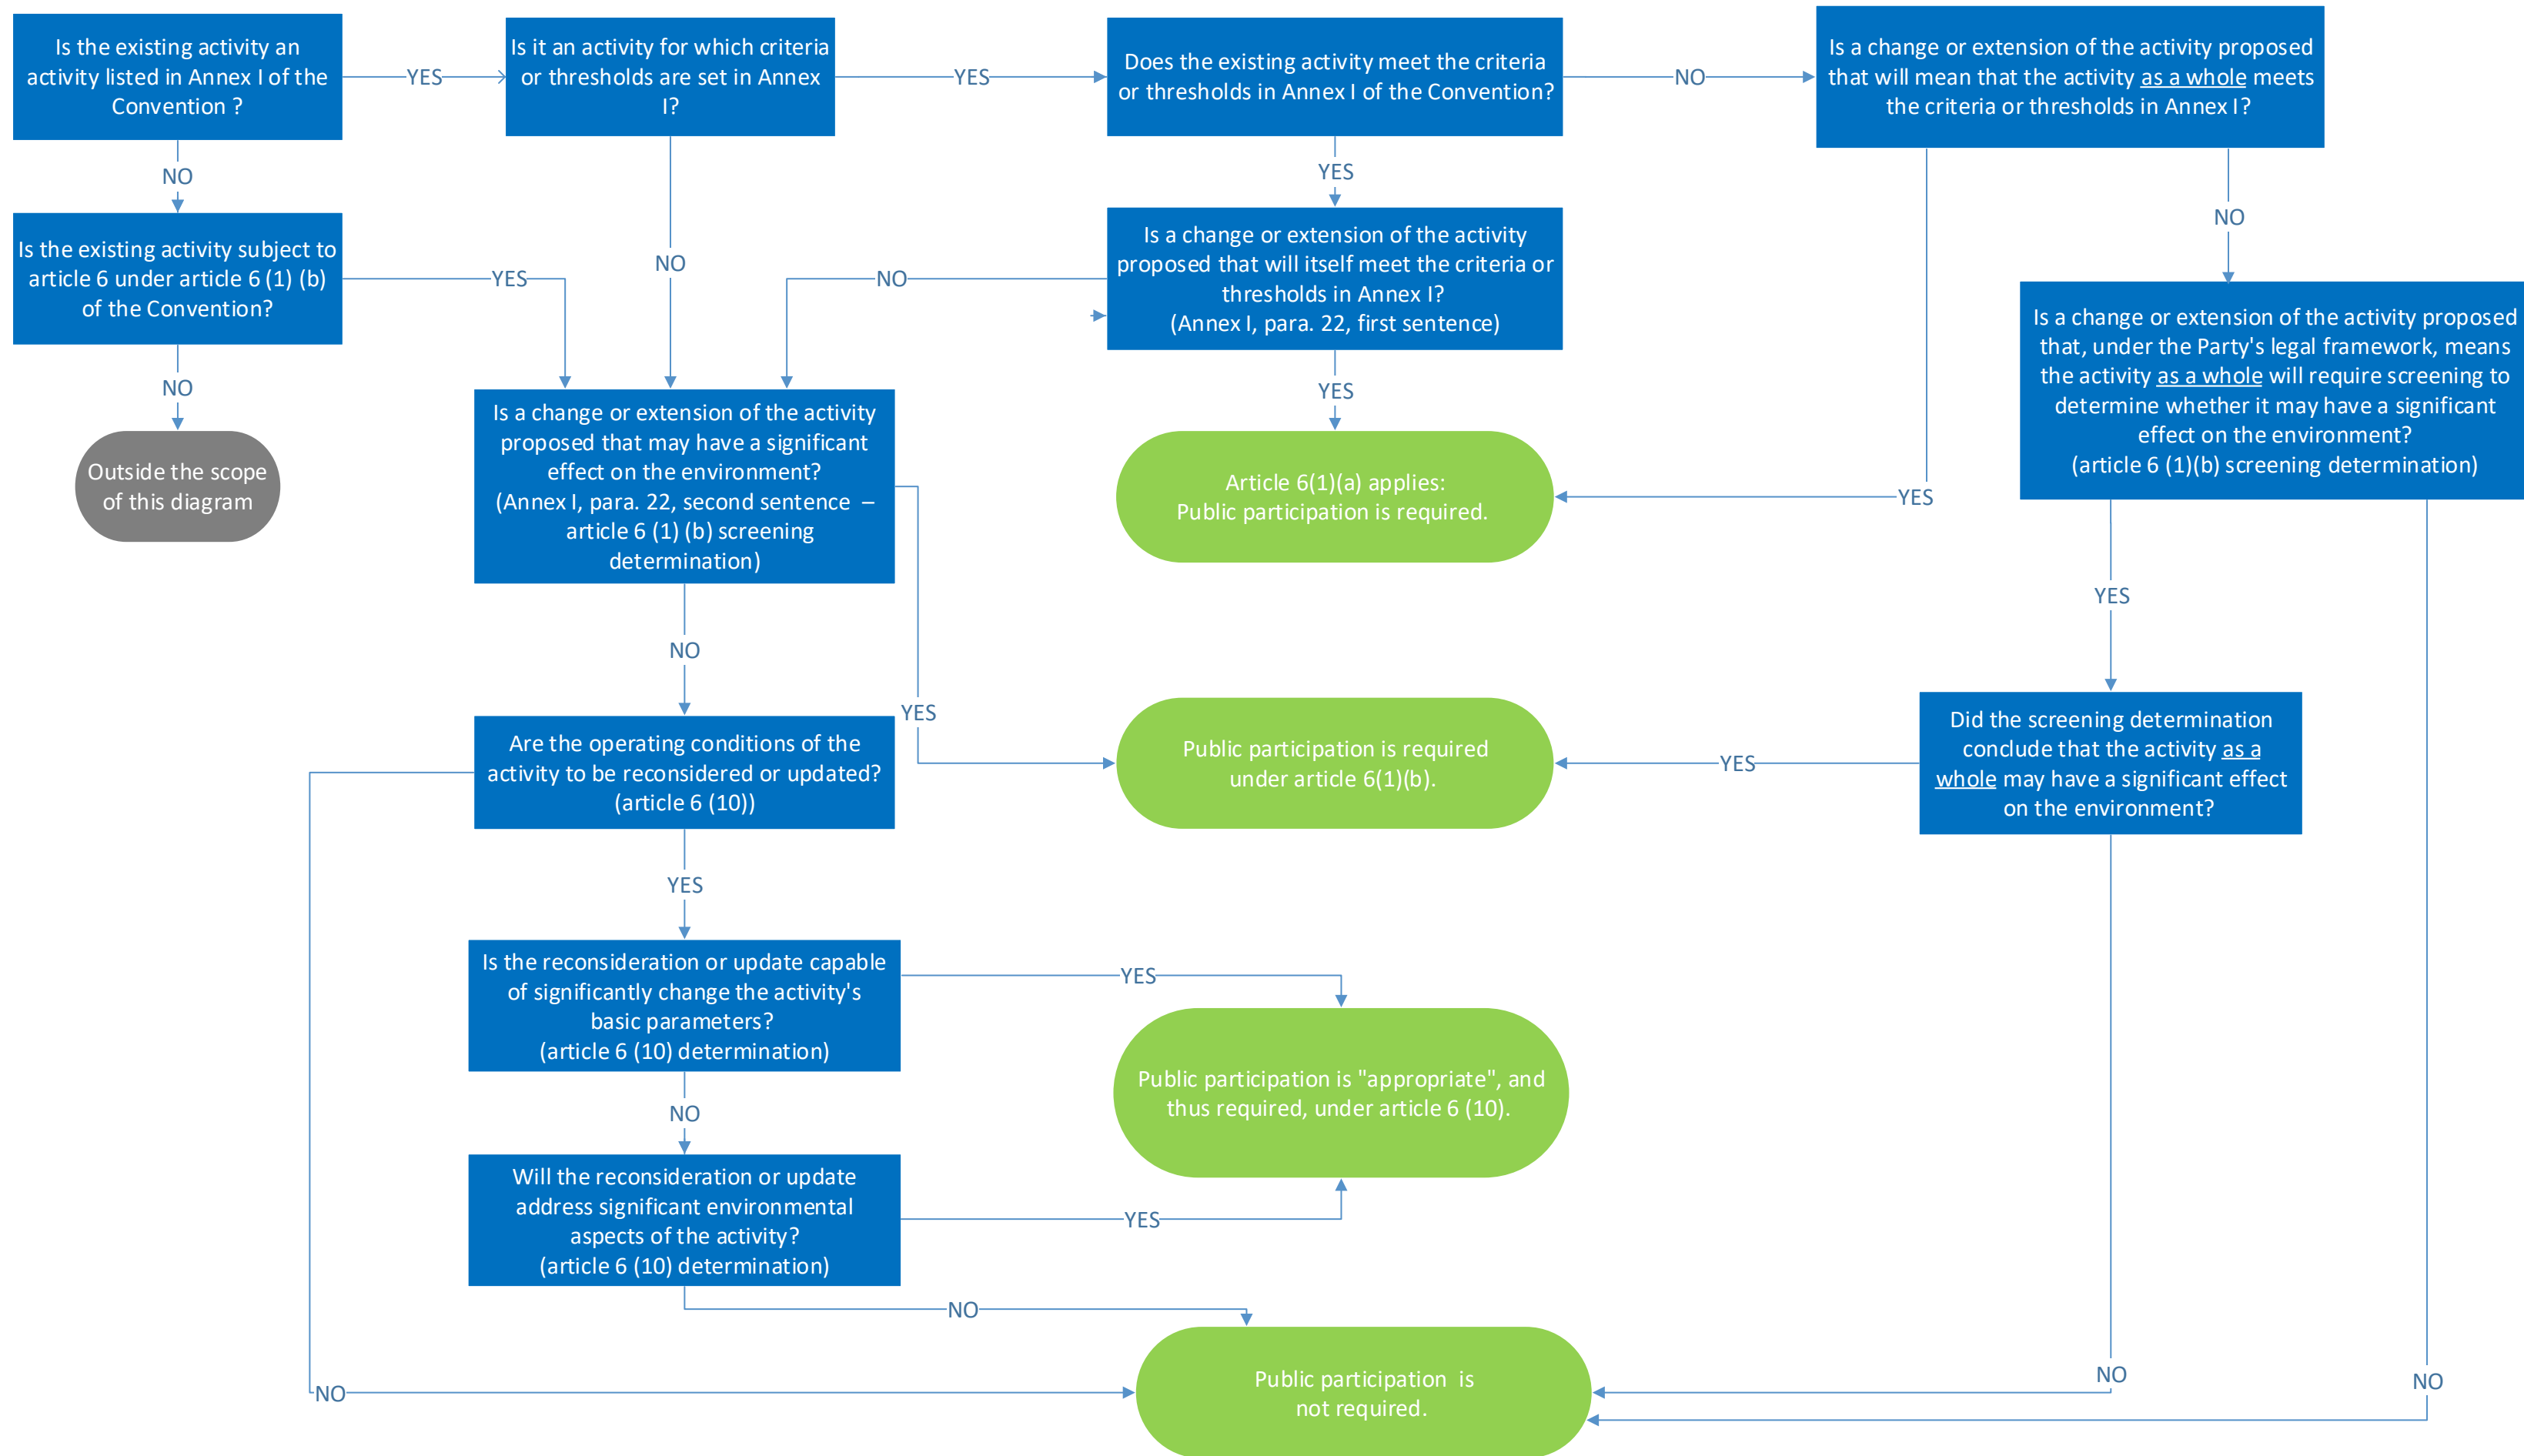 Is the existing activity an
activity listed in Annex I of the
Convention ?
YES
Is it an activity for which criteria
or thresholds are set in Annex
I?
YES
Does the existing activity meet the criteria
or thresholds in Annex I of the Convention?
NO
Is a change or extension of the activity proposed
that will mean that the activity as a whole meets
the criteria or thresholds in Annex I?
NO
YES
NO
Is the existing activity subject to
article 6 under article 6 (1) (b)
of the Convention?
YES
NO
NO
Is a change or extension of the activity
proposed that will itself meet the criteria or
thresholds in Annex I?
(Annex I, para. 22, first sentence)
Is a change or extension of the activity proposed
that, under the Party's legal framework, means
the activity as a whole will require screening to
determine whether it may have a significant
effect on the environment?
(article 6 (1)(b) screening determination)
NO
YES
Outside the scope
of this diagram
Is a change or extension of the activity
proposed that may have a significant
effect on the environment?
(Annex I, para. 22, second sentence –
article 6 (1) (b) screening
determination)
Article 6(1)(a) applies:
Public participation is required.
YES
YES
NO
YES
Are the operating conditions of the
activity to be reconsidered or updated?
(article 6 (10))
Public participation is required
under article 6(1)(b).
YES
Did the screening determination
conclude that the activity as a
whole may have a significant effect
on the environment?
YES
Is the reconsideration or update capable
of significantly change the activity's
basic parameters?
(article 6 (10) determination)
YES
Public participation is "appropriate", and
thus required, under article 6 (10).
NO
Will the reconsideration or update
address significant environmental
aspects of the activity?
(article 6 (10) determination)
YES
NO
NO
Public participation is
not required.
NO
NO